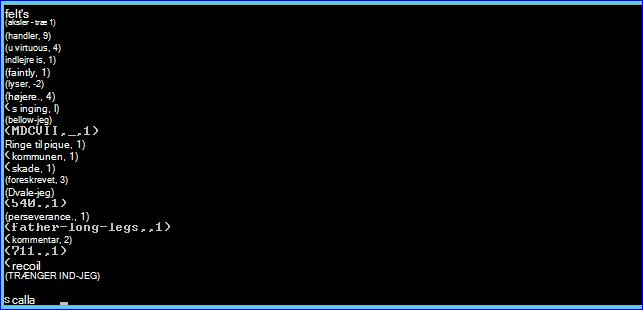 felt's
(aksler - træ 1)
(handler, 9)
(u virtuous, 4)
indlejre is, 1)
(faintly, 1)
(lyser, -2)
(højere., 4)
(s inging, l)
(bellow-jeg)
(MDCVII,_,1)
Ringe til pique, 1)
(kommunen, 1)
(skade, 1)
(foreskrevet, 3)
(Dvale-jeg)
(540.,1)
(perseverance., 1)
(father-long-legs,,1)
(kommentar, 2)
(711.,1)
(recoil
(TRÆNGER IND-JEG)
s calla _